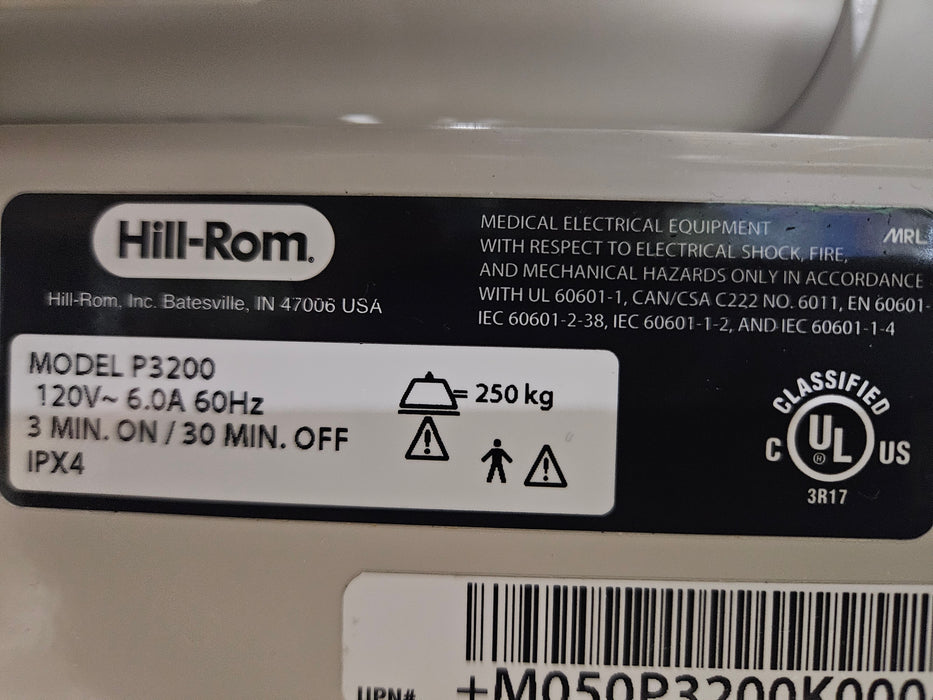 Hill-Rom.
Hill-Rom, Inc. Batesville, IN 47006 USA
MEDICAL ELECTRICAL EQUIPMENT
WITH RESPECT TO ELECTRICAL SHOCK, FIRE,
AND MECHANICAL HAZARDS ONLY IN ACCORDANCE
WITH UL 60601-1, CAN/CSA C222 NO. 6011, EN 60601-
IEC 60601-2-38, IEC 60601-1-2, AND IEC 60601-1-4
MRL
MODEL P3200
120V~ 6.0A 60Hz
3 MIN. ON / 30 MIN. OFF
IPX4
= 250 kg
CLASSIFIED
C UL US
®
3R17
UPN#
+M050P3200K000